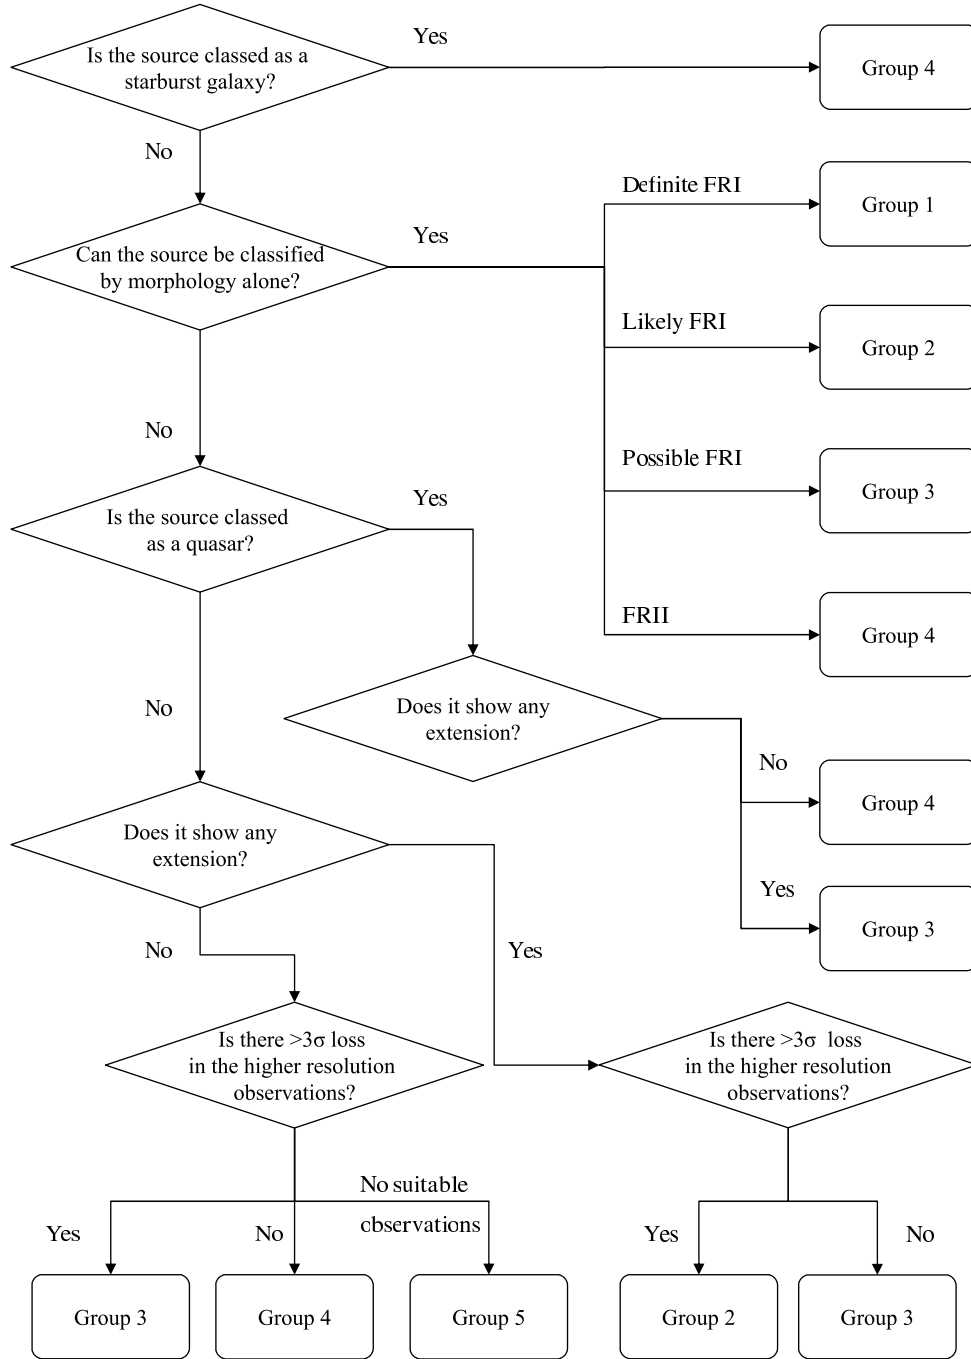 Yes
Is the source classed as a
starburst galaxy?
Group 4
No
Definite FRI
Group 1
Yes
Can the source be classified
by morphology alone?
Likely FRI
Group 2
No
Possible FRI
Group 3
Yes
Is the source classed
as a quasar?
FRII
Group 4
No
Does it show any
extension?
No
Group 4
Does it show any
extension?
Yes
Group 3
No
Yes
Is there >3σ loss
in the higher resolution
observations?
Is there >3σ loss
in the higher resolution
observations?
No suitable
observations
Yes
No
Yes
No
Group 3
Group 4
Group 5
Group 2
Group 3